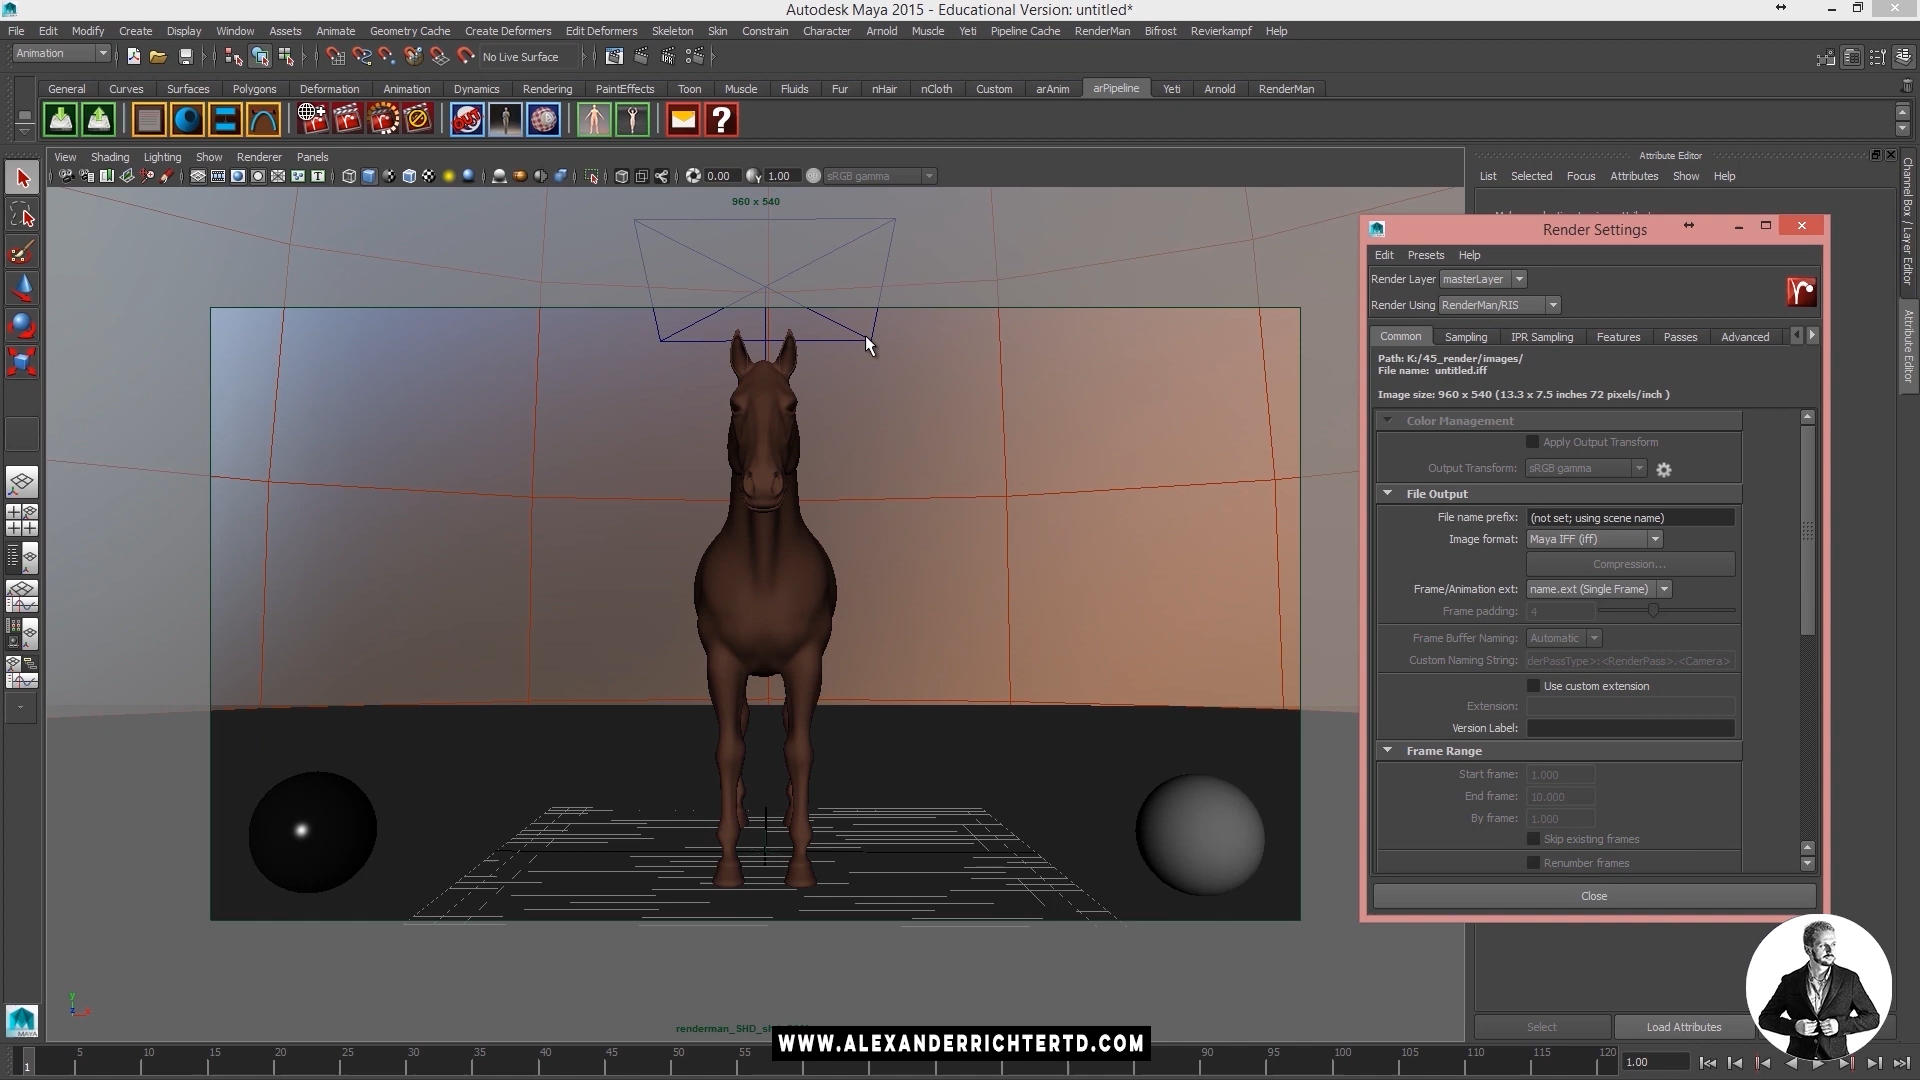 Autodesk Maya 2015 - Educational Version: untitled*
File Edit Modify Create Display Window Assets Animate Geometry Cache Create Deformers Edit Deformers Skeleton Skin Constrain Character Arnold Muscle Yeti Pipeline Cache RenderMan Bifrost Revierkampf Help
Animation
No Live Surface
General Curves Surfaces Polygons Deformation Animation Dynamics Rendering PaintEffects Toon Muscle Fluids Fur nHair nCloth Custom arAnim arPipeline Yeti Arnold RenderMan
OUT
?
View Shading Lighting Show Renderer Panels
0.00
1.00
sRGB gamma
960 x 540
Attribute Editor
List Selected Focus Attributes Show Help
Channel Box / Layer Editor
Attribute Editor
Render Settings
Edit Presets Help
Render Layer masterLayer
Render Using RenderMan/RIS
Common Sampling IPR Sampling Features Passes Advanced
Path: K:/45_render/images/
File name: untitled.iff
Image size: 960 x 540 (13.3 x 7.5 inches 72 pixels/inch )
Color Management
Apply Output Transform
Output Transform: sRGB gamma
File Output
File name prefix: (not set; using scene name)
Image format: Maya IFF (iff)
Compression...
Frame/Animation ext: name.ext (Single Frame)
Frame padding: 4
Frame Buffer Naming: Automatic
Custom Naming String: derPassType>:<RenderPass>.<Camera>
Use custom extension
Extension:
Version Label:
Frame Range
Start frame: 1.000
End frame: 10.000
By frame: 1.000
Skip existing frames
Renumber frames
Close
Select
Load Attributes
y
x
z
MAYA
WWW.ALEXANDERRICHTERTD.COM
1 5 10 15 20 25 30 35 40 45 50 55 90 95 100 105 110 115 120
1.00